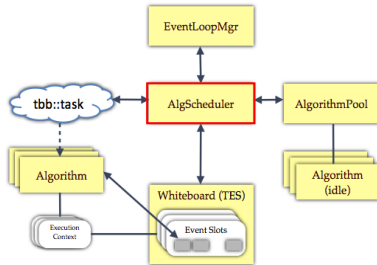 EventLoopMgr
tbb::task
AlgScheduler
AlgorithmPool
Algorithm
Algorithm
(idle)
Whiteboard (TES)
Execution
Context
Event Slots